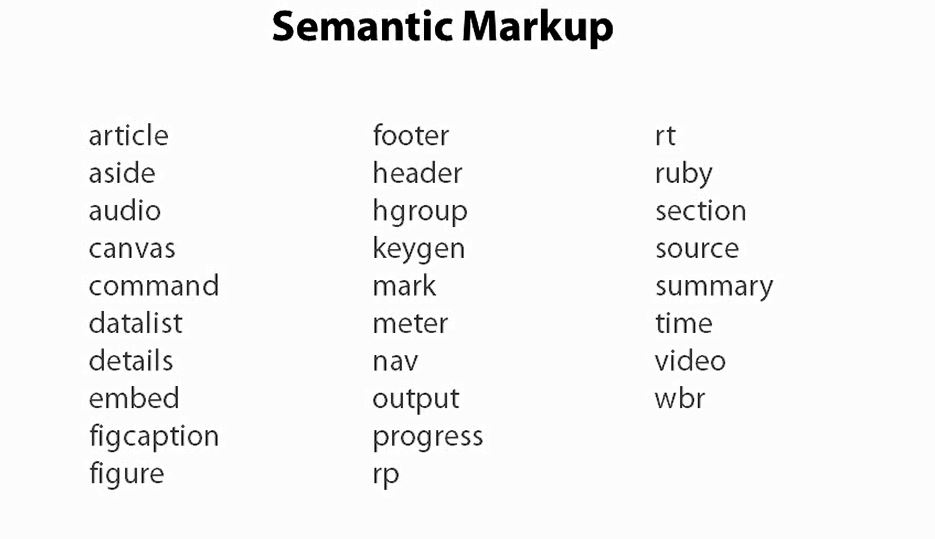 Semantic Markup
article
aside
audio
canvas
command
datalist
details
embed
figcaption
figure
footer
header
hgroup
keygen
mark
meter
nav
output
progress
rp
rt
ruby
section
source
summary
time
video
wbr